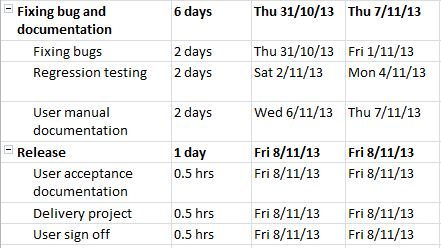 Fixing bug and 6 days Thu 31/10/13 Thu 7/11/13
documentation
Fixing bugs 2 days Thu 31/10/13 Fri 1/11/13
Regression testing 2 days Sat 2/11/13 Mon 4/11/13
User manual 2 days Wed 6/11/13 Thu 7/11/13
documentation
Release 1 day Fri 8/11/13 Fri 8/11/13
User acceptance 0.5 hrs Fri 8/11/13 Fri 8/11/13
documentation
Delivery project 0.5 hrs Fri 8/11/13 Fri 8/11/13
User sign off 0.5 hrs Fri 8/11/13 Fri 8/11/13